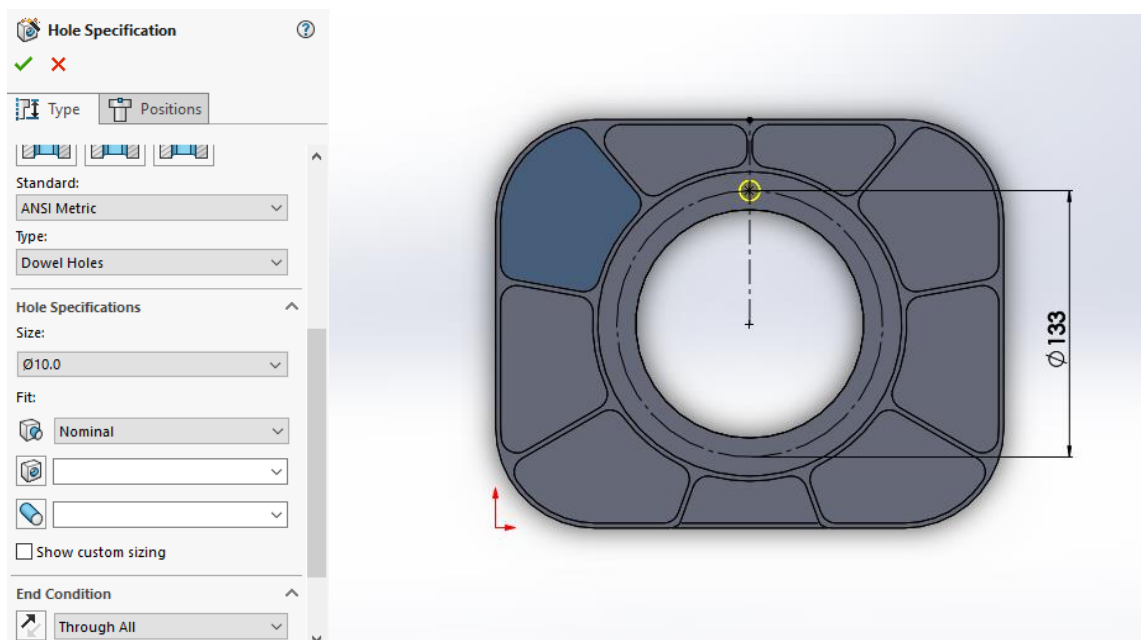 Hole Specification
Type
Positions
Standard:
ANSI Metric
Type:
Dowel Holes
Hole Specifications
Size:
Ø10.0
Fit:
Nominal
Show custom sizing
End Condition
Through All
Ø133